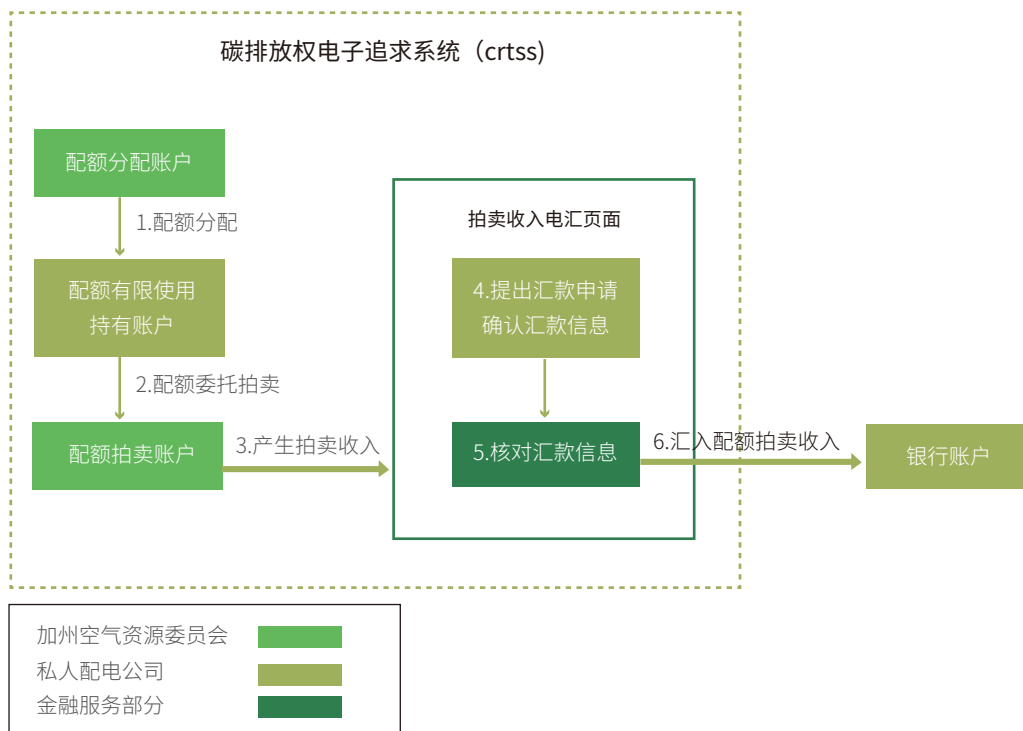 碳排放权电子追求系统（crtss)
配额分配账户
1.配额分配
配额有限使用
持有账户
2.配额委托拍卖
配额拍卖账户
3.产生拍卖收入
拍卖收入电汇页面
4.提出汇款申请
确认汇款信息
5.核对汇款信息
6.汇入配额拍卖收入
银行账户
加州空气资源委员会
私人配电公司
金融服务部分